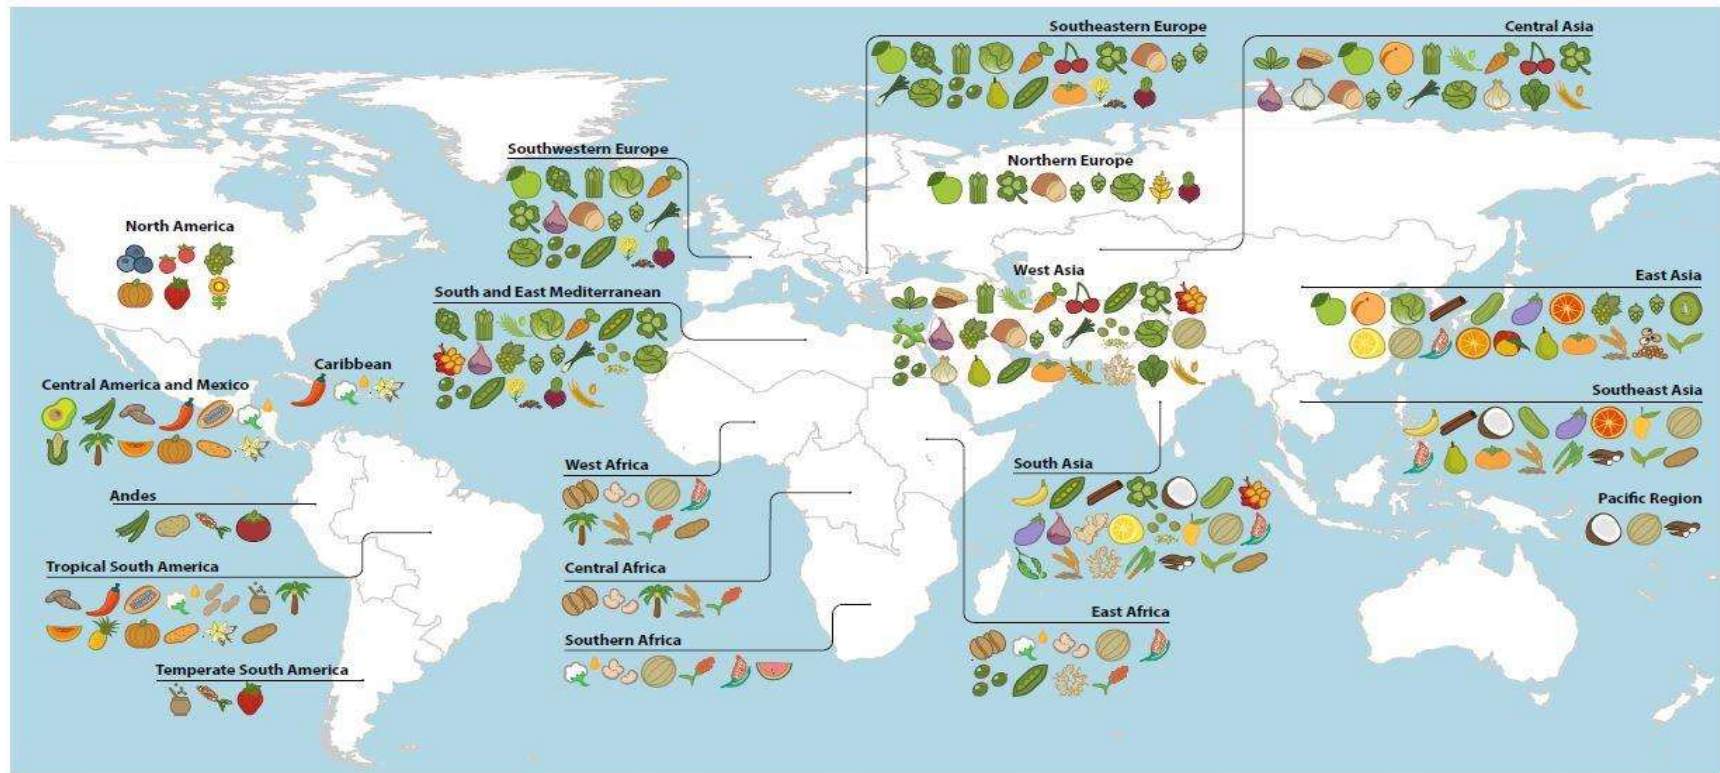 Southeastern Europe
Central Asia
Southwestern Europe
Northern Europe
North America
West Asia
East Asia
South and East Mediterranean
Caribbean
Central America and Mexico
Southeast Asia
West Africa
South Asia
Andes
Pacific Region
Tropical South America
Central Africa
East Africa
Southern Africa
Temperate South America